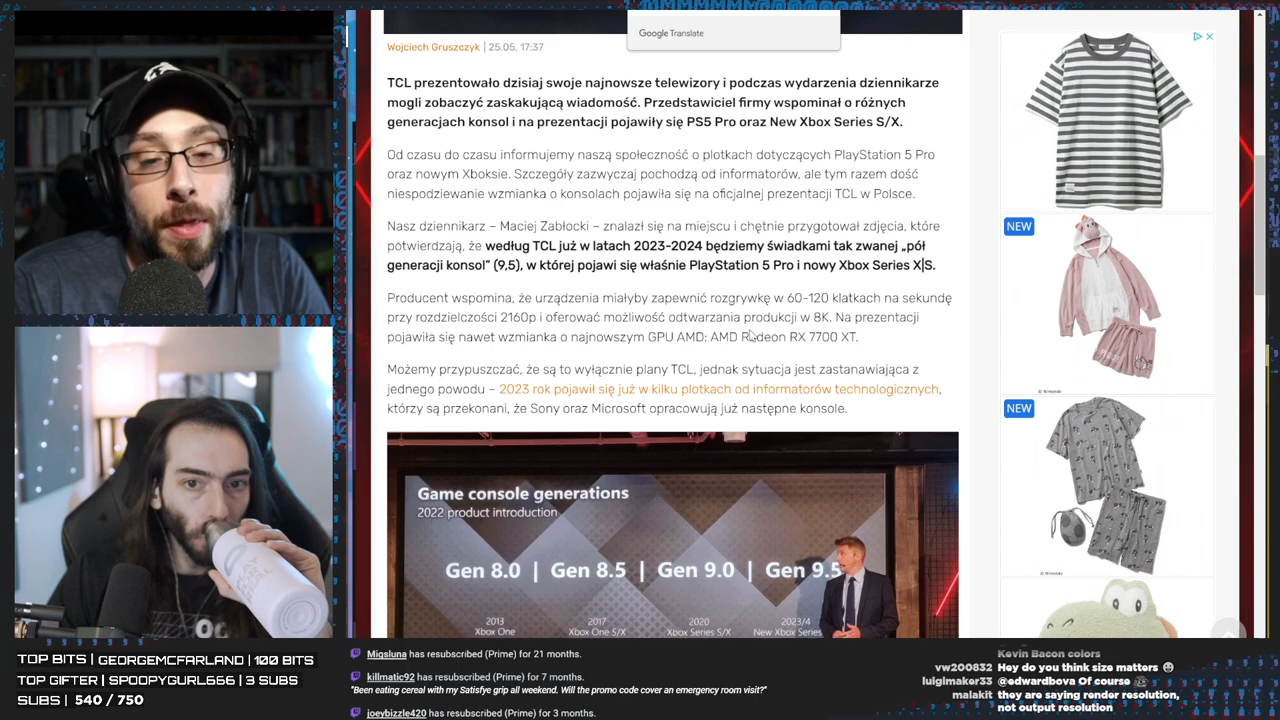 Google Translate
Wojciech Gruszczyk | 25.05. 17:37
TCL prezentowało dzisiaj swoje najnowsze telewizory i podczas wydarzenia dziennikarze
mogli zobaczyć zaskakującą wiadomość. Przedstawiciel firmy wspominał o różnych
generacjach konsol i na prezentacji pojawiły się PS5 Pro oraz New Xbox Series S/X.
Od czasu do czasu informujemy naszą społeczność o plotkach dotyczących PlayStation 5 Pro
oraz nowym Xboksie. Szczegóły zazwyczaj pochodzą od informatorów, ale tym razem dość
niespodziewanie wzmianka o konsolach pojawiła się na oficjalnej prezentacji TCL w Polsce.
Nasz dziennikarz – Maciej Zabłocki – znalazł się na miejscu i chętnie przygotował zdjęcia, które
potwierdzają, że według TCL już w latach 2023-2024 będziemy świadkami tak zwanej „pół
generacji konsol” (9,5), w której pojawi się właśnie PlayStation 5 Pro i nowy Xbox Series X|S.
Producent wspomina, że urządzenia miałyby zapewnić rozgrywkę w 60-120 klatkach na sekundę
przy rozdzielczości 2160p i oferować możliwość odtwarzania produkcji w 8K. Na prezentacji
pojawiła się nawet wzmianka o najnowszym GPU AMD: AMD Radeon RX 7700 XT.
Możemy przypuszczać, że są to wyłącznie plany TCL, jednak sytuacja jest zastanawiająca z
jednego powodu – 2023 rok pojawił się już w kilku plotkach od informatorów technologicznych,
którzy są przekonani, że Sony oraz Microsoft opracowują już następne konsole.
Game console generations
2022 product introduction
Gen 8.0 | Gen 8.5 | Gen 9.0 | Gen 9.5
2013 2017 2020 2023/4
Xbox One Xbox One S/X Xbox Series S/X New Xbox Series
NEW
NEW
TOP BITS | GEORGEMCFARLAND | 100 BITS
TOP GIFTER | SPOOPYGURL666 | 3 SUBS
SUBS | 540 / 750
Migsluna has resubscribed (Prime) for 21 months.
killmatic92 has resubscribed (Prime) for 7 months.
"Been eating cereal with my Satisfye grip all weekend. Will the promo code cover an emergency room visit?"
joeybizzle420 has resubscribed (Prime) for 3 months.
Kevin Bacon colors
vw200832 Hey do you think size matters
luigimaker33 @edwardbova Of course
malakit they are saying render resolution,
not output resolution